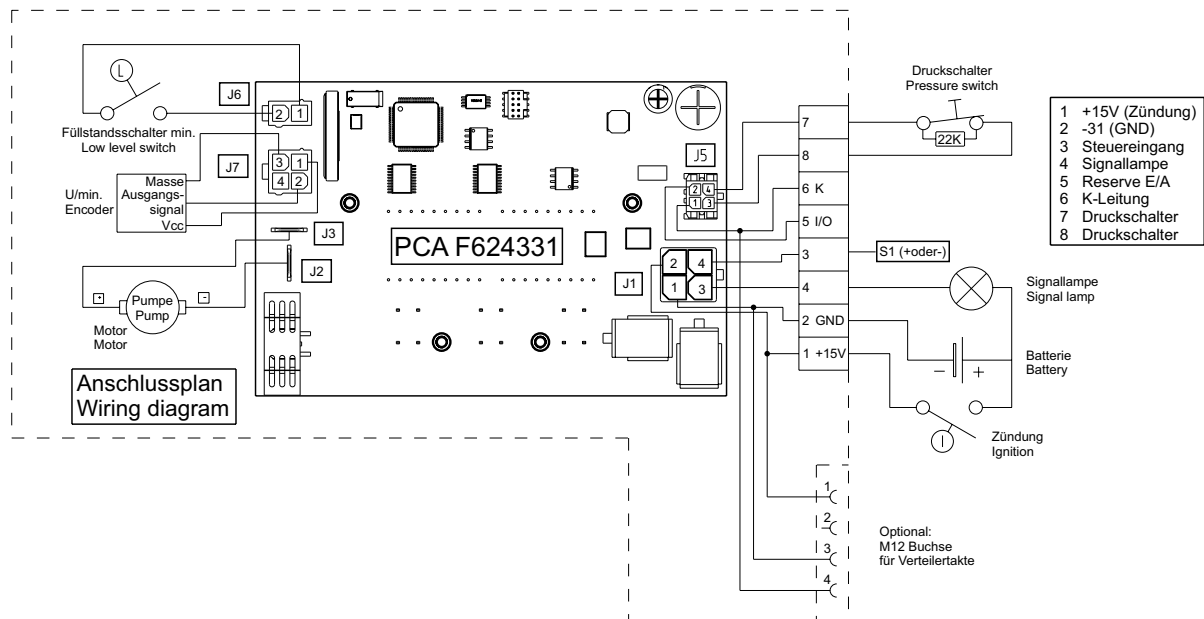 L
J6
2 1
Füllstandsschalter min.
Low level switch
J7
3 1
4 2
U/min.
Encoder
Masse
Ausgangs-
signal
Vcc
J3
J2
+
-
Pumpe
Pump
Motor
Motor
Anschlussplan
Wiring diagram
PCA F624331
J5
2 4
1 3
J1
2 4
1 3
7
8
6 K
5 I/O
3
4
2 GND
1 +15V
Druckschalter
Pressure switch
22K
S1 (+oder-)
Signallampe
Signal lamp
Batterie
Battery
- +
I
Zündung
Ignition
1
2
3
4
Optional:
M12 Buchse
für Verteilertakte
1 +15V (Zündung)
2 -31 (GND)
3 Steuereingang
4 Signallampe
5 Reserve E/A
6 K-Leitung
7 Druckschalter
8 Druckschalter